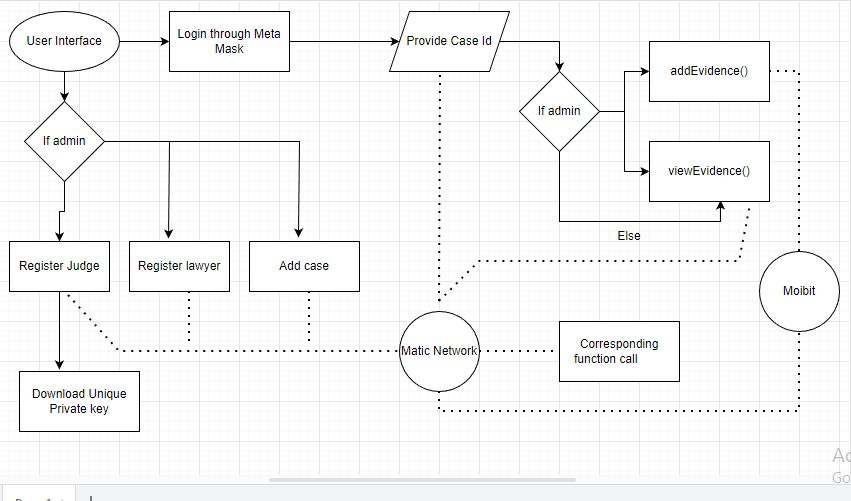 User Interface
Login through Meta
Mask
Provide Case Id
If admin
addEvidence()
viewEvidence()
Else
If admin
Register Judge
Register lawyer
Add case
Moibit
Matic Network
Corresponding
function call
Download Unique
Private key